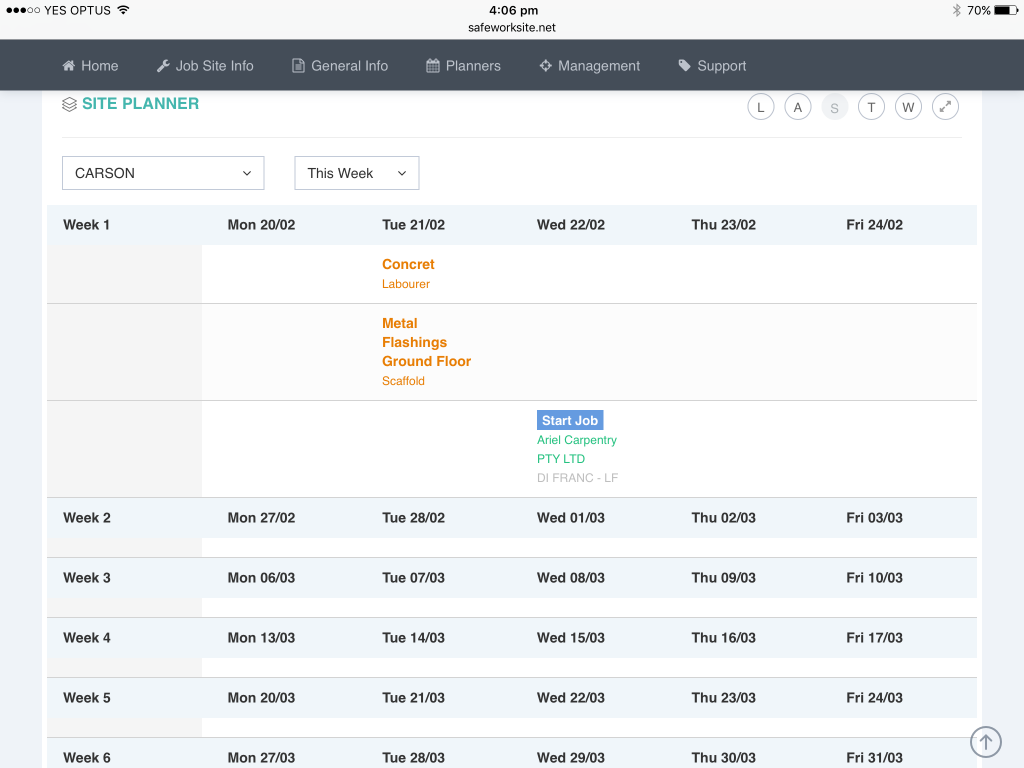 YES OPTUS 4:06 pm 70%
safeworksite.net
Home Job Site Info General Info Planners Management Support
SITE PLANNER L A S T W
CARSON This Week
Week 1 Mon 20/02 Tue 21/02 Wed 22/02 Thu 23/02 Fri 24/02
Concret
Labourer
Metal
Flashings
Ground Floor
Scaffold
Start Job
Ariel Carpentry
PTY LTD
DI FRANC - LF
Week 2 Mon 27/02 Tue 28/02 Wed 01/03 Thu 02/03 Fri 03/03
Week 3 Mon 06/03 Tue 07/03 Wed 08/03 Thu 09/03 Fri 10/03
Week 4 Mon 13/03 Tue 14/03 Wed 15/03 Thu 16/03 Fri 17/03
Week 5 Mon 20/03 Tue 21/03 Wed 22/03 Thu 23/03 Fri 24/03
Week 6 Mon 27/03 Tue 28/03 Wed 29/03 Thu 30/03 Fri 31/03